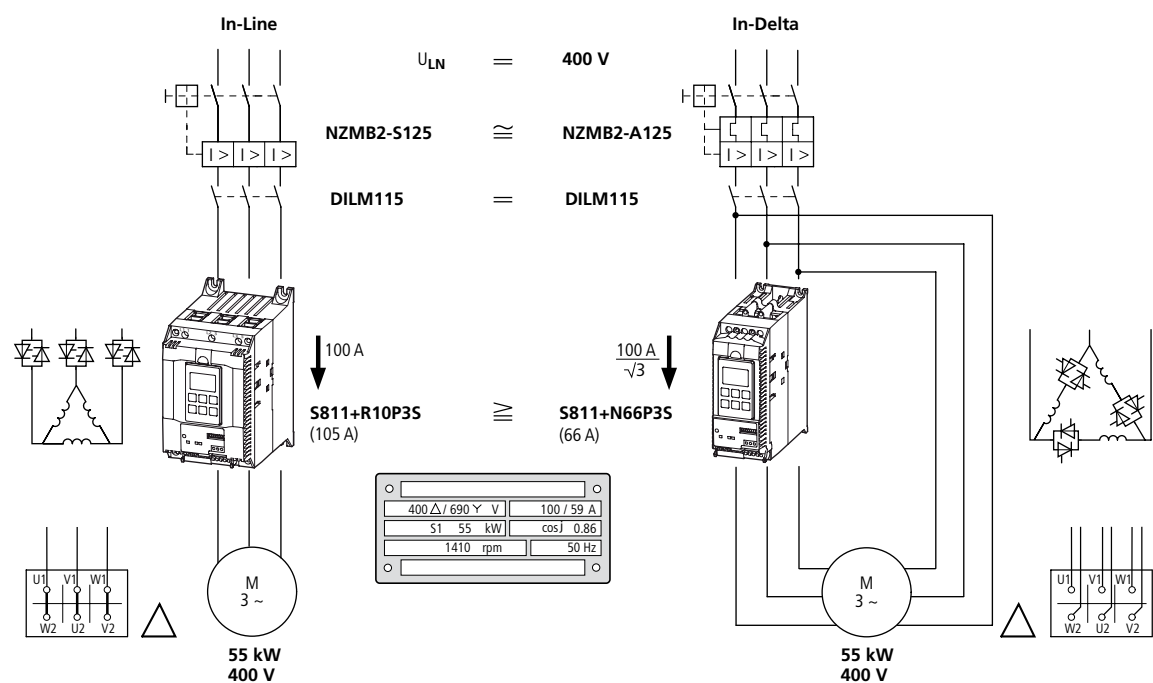 In-Line
In-Delta
U LN = 400 V
NZMB2-S125 ≅ NZMB2-A125
I > I > I >
I > I > I >
DILM115 = DILM115
100 A
100 A
√3
S811+R10P3S ≧ S811+N66P3S
(105 A)
(66 A)
400 △ / 690 Y V
100 / 59 A
S1 55 kW
cosj 0.86
1410 rpm
50 Hz
U1 V1 W1
W2 U2 V2
M
3 ~
M
3 ~
U1 V1 W1
W2 U2 V2
55 kW
400 V
55 kW
400 V